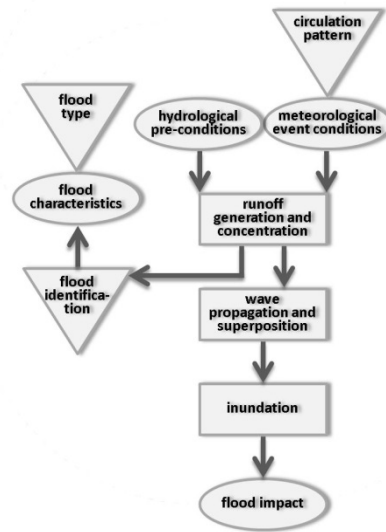 circulation
pattern
flood
type
hydrological
pre-conditions
meteorological
event conditions
flood
characteristics
runoff
generation and
concentration
flood
identifica-
tion
wave
propagation and
superposition
inundation
flood impact